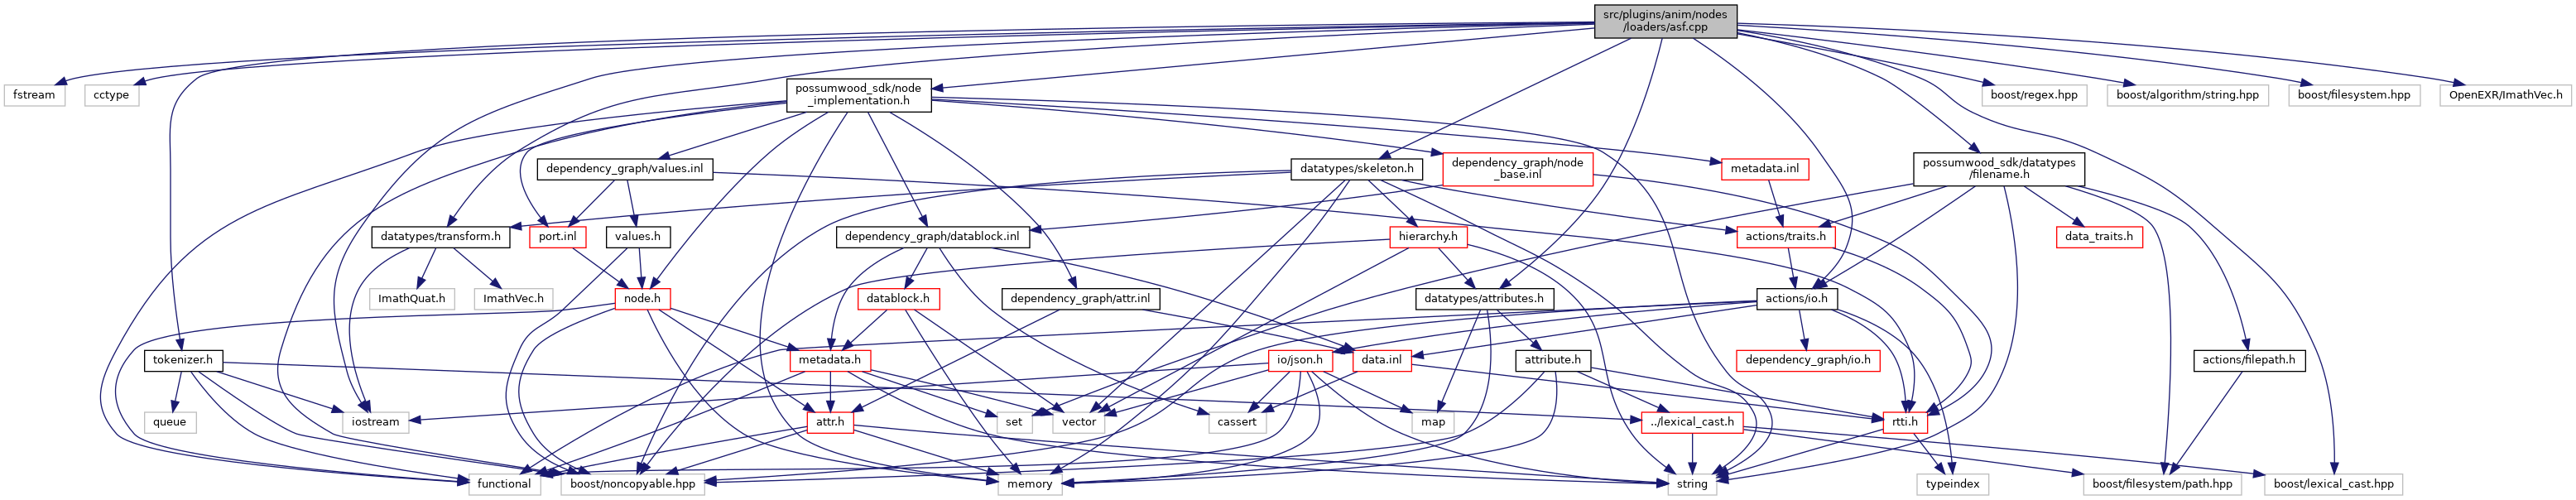 src/plugins/anim/nodes
/loaders/asf.cpp
fstream
cctype
possumwood_sdk/node
_implementation.h
boost/regex.hpp
boost/algorithm/string.hpp
boost/filesystem.hpp
OpenEXR/ImathVec.h
dependency_graph/values.inl
datatypes/skeleton.h
dependency_graph/node
_base.inl
metadata.inl
possumwood_sdk/datatypes
/filename.h
datatypes/transform.h
port.inl
values.h
dependency_graph/datablock.inl
hierarchy.h
actions/traits.h
data_traits.h
ImathQuat.h
ImathVec.h
node.h
datablock.h
dependency_graph/attr.inl
datatypes/attributes.h
actions/io.h
tokenizer.h
metadata.h
io/json.h
data.inl
attribute.h
dependency_graph/io.h
actions/filepath.h
queue
iostream
attr.h
set
vector
cassert
map
../lexical_cast.h
rtti.h
functional
boost/noncopyable.hpp
memory
string
typeindex
boost/filesystem/path.hpp
boost/lexical_cast.hpp